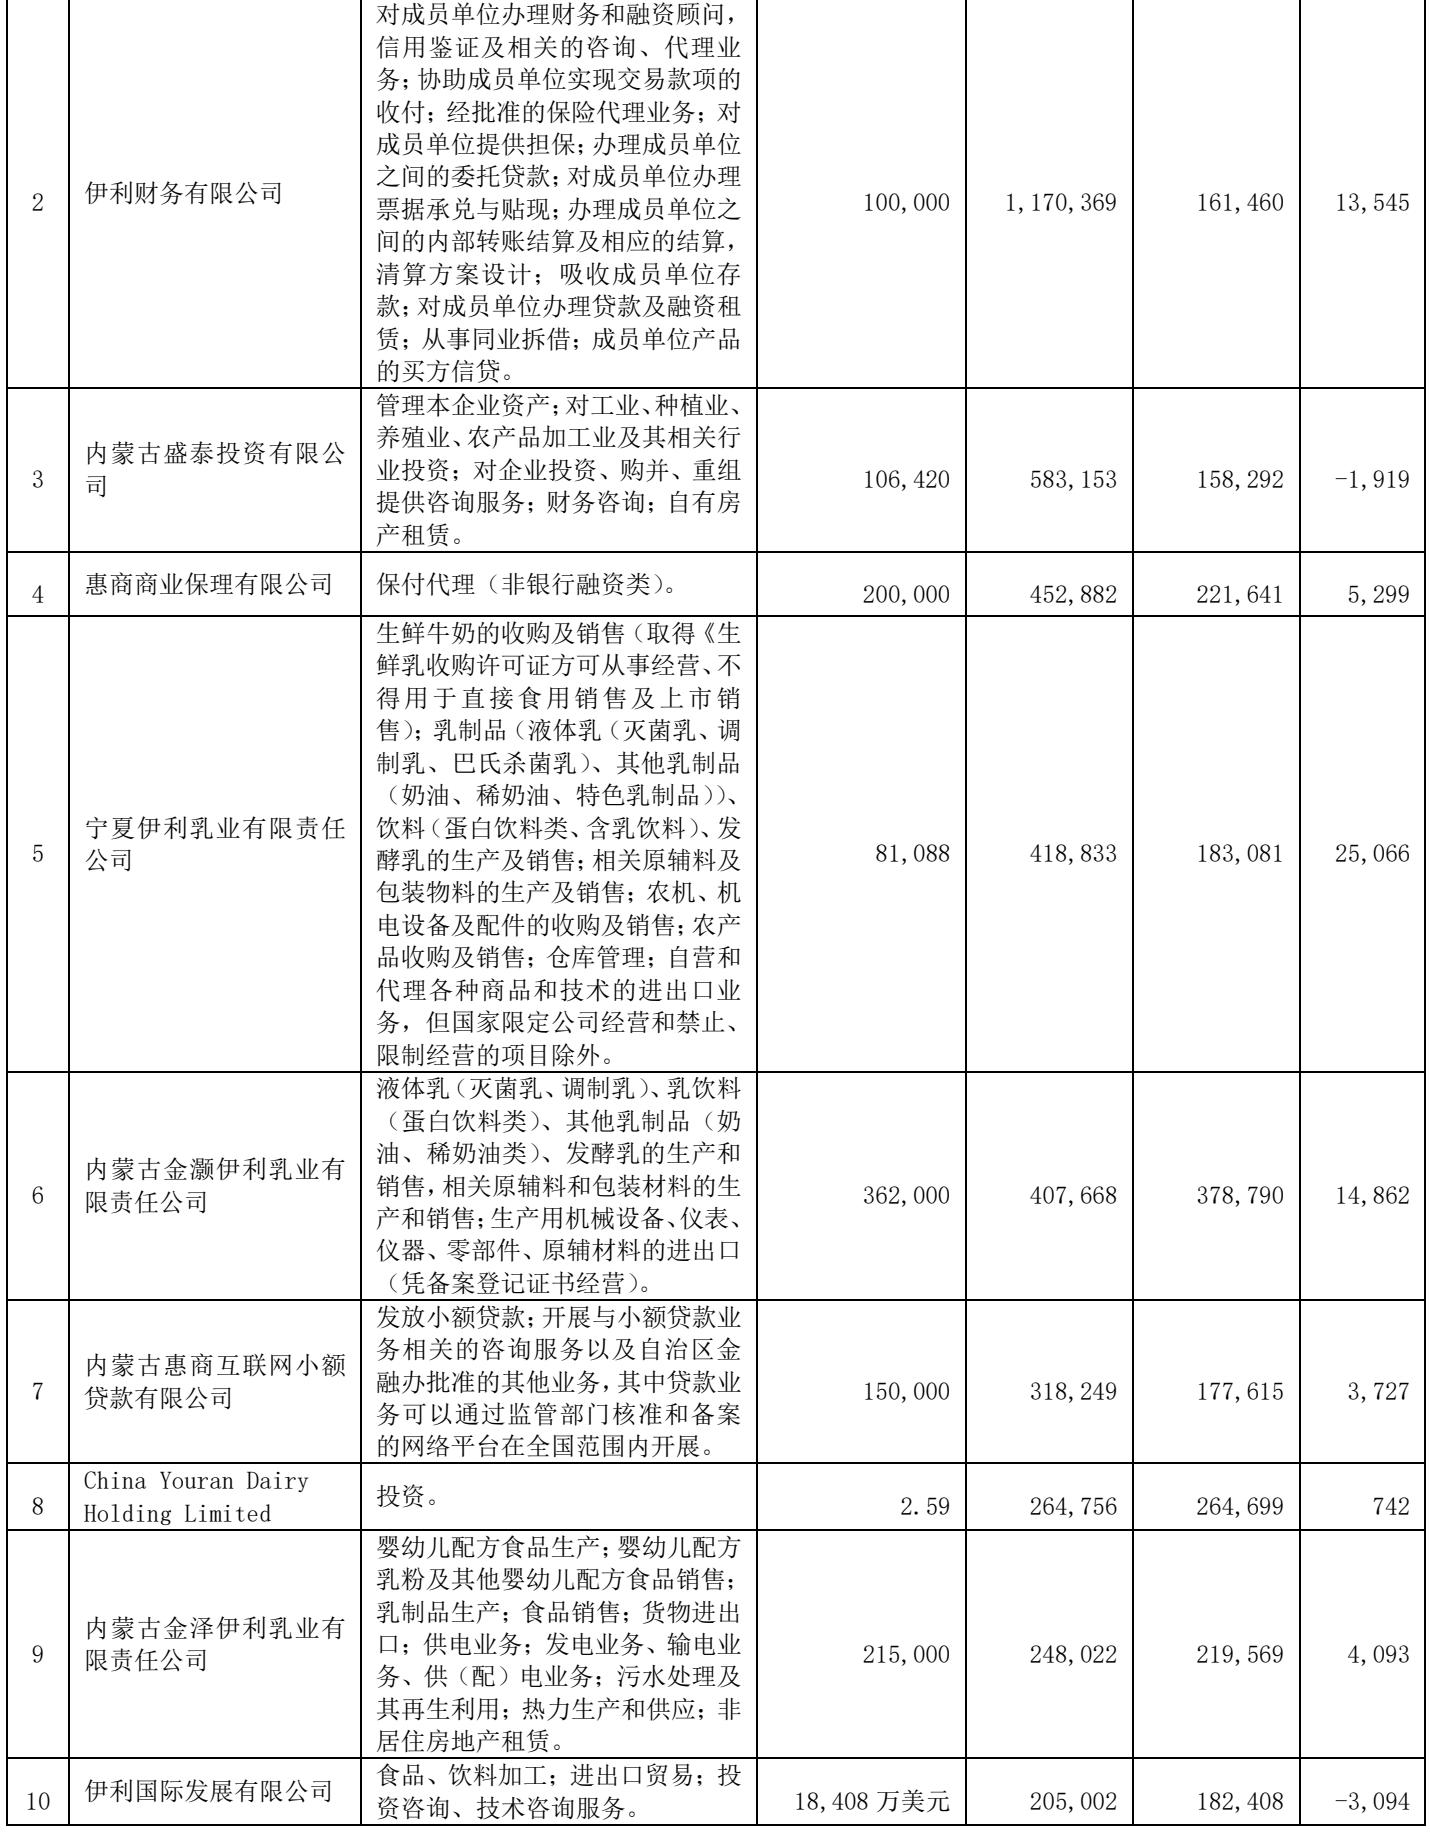 对成员单位办理财务和融资顾问，
信用鉴证及相关的咨询、代理业
务；协助成员单位实现交易款项的
收付；经批准的保险代理业务；对
成员单位提供担保；办理成员单位
之间的委托贷款；对成员单位办理
票据承兑与贴现；办理成员单位之
间的内部转账结算及相应的结算，
清算方案设计；吸收成员单位存
款；对成员单位办理贷款及融资租
赁；从事同业拆借；成员单位产品
的买方信贷。
2
伊利财务有限公司
100,000
1,170,369
161,460
13,545
3
内蒙古盛泰投资有限公
司
管理本企业资产；对工业、种植业、
养殖业、农产品加工业及其相关行
业投资；对企业投资、购并、重组
提供咨询服务；财务咨询；自有房
产租赁。
106,420
583,153
158,292
-1,919
4
惠商商业保理有限公司
保付代理（非银行融资类）。
200,000
452,882
221,641
5,299
5
宁夏伊利乳业有限责任
公司
生鲜牛奶的收购及销售（取得《生
鲜乳收购许可证方可从事经营、不
得用于直接食用销售及上市销
售）；乳制品（液体乳（灭菌乳、调
制乳、巴氏杀菌乳）、其他乳制品
（奶油、稀奶油、特色乳制品））、
饮料（蛋白饮料类、含乳饮料）、发
酵乳的生产及销售；相关原辅料及
包装物料的生产及销售；农机、机
电设备及配件的收购及销售；农产
品收购及销售；仓库管理；自营和
代理各种商品和技术的进出口业
务，但国家限定公司经营和禁止、
限制经营的项目除外。
81,088
418,833
183,081
25,066
6
内蒙古金灏伊利乳业有
限责任公司
液体乳（灭菌乳、调制乳）、乳饮料
（蛋白饮料类）、其他乳制品（奶
油、稀奶油类）、发酵乳的生产和
销售，相关原辅料和包装材料的生
产和销售；生产用机械设备、仪表、
仪器、零部件、原辅材料的进出口
（凭备案登记证书经营）。
362,000
407,668
378,790
14,862
7
内蒙古惠商互联网小额
贷款有限公司
发放小额贷款；开展与小额贷款业
务相关的咨询服务以及自治区金
融办批准的其他业务，其中贷款业
务可以通过监管部门核准和备案
的网络平台在全国范围内开展。
150,000
318,249
177,615
3,727
8
China Youran Dairy
Holding Limited
投资。
2.59
264,756
264,699
742
9
内蒙古金泽伊利乳业有
限责任公司
婴幼儿配方食品生产；婴幼儿配方
乳粉及其他婴幼儿配方食品销售；
乳制品生产；食品销售；货物进出
口；供电业务；发电业务、输电业
务、供（配）电业务；污水处理及
其再生利用；热力生产和供应；非
居住房地产租赁。
215,000
248,022
219,569
4,093
10
伊利国际发展有限公司
食品、饮料加工；进出口贸易；投
资咨询、技术咨询服务。
18,408 万美元
205,002
182,408
-3,094